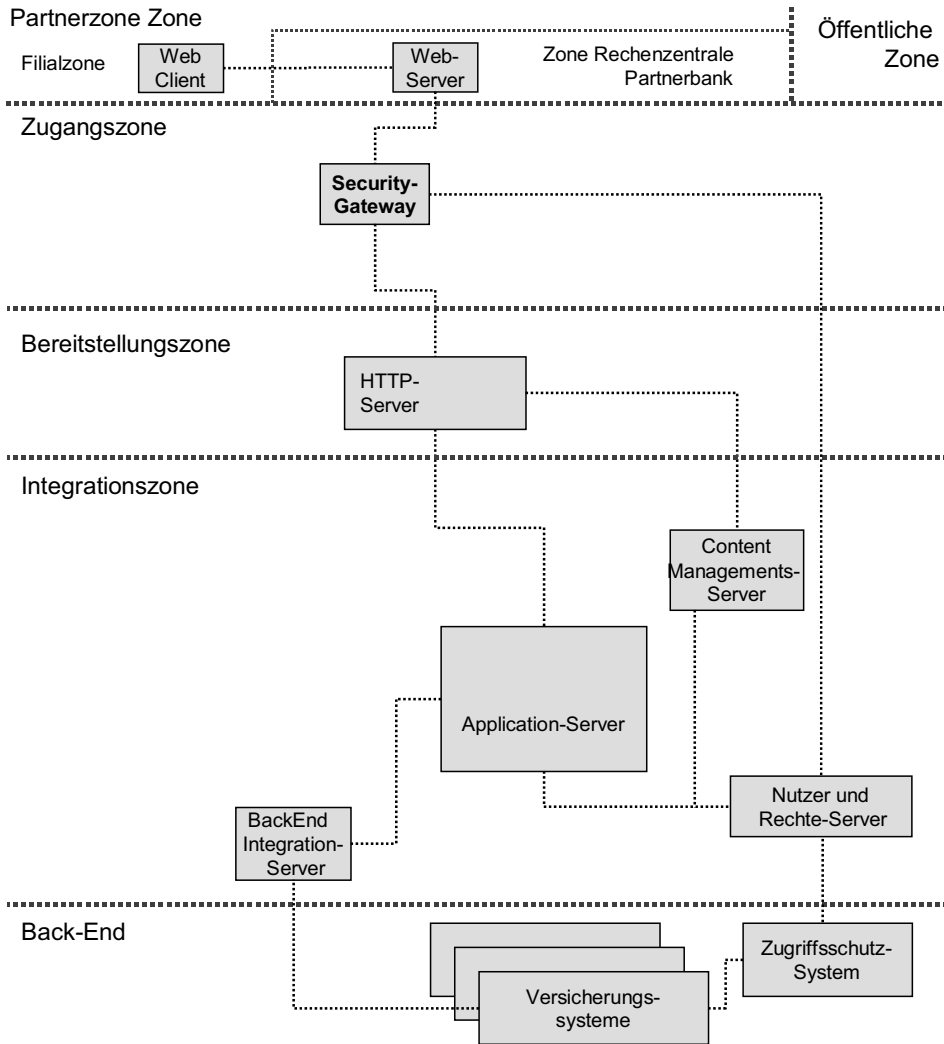 Partnerzone Zone
Öffentliche
Zone
Filialzone
Web
Client
Web-
Server
Zone Rechenzentrale
Partnerbank
Zugangszone
Security-
Gateway
Bereitstellungszone
HTTP-
Server
Integrationszone
Content
Managements-
Server
Application-Server
Nutzer und
Rechte-Server
BackEnd
Integration-
Server
Back-End
Zugriffsschutz-
System
Versicherungs-
systeme